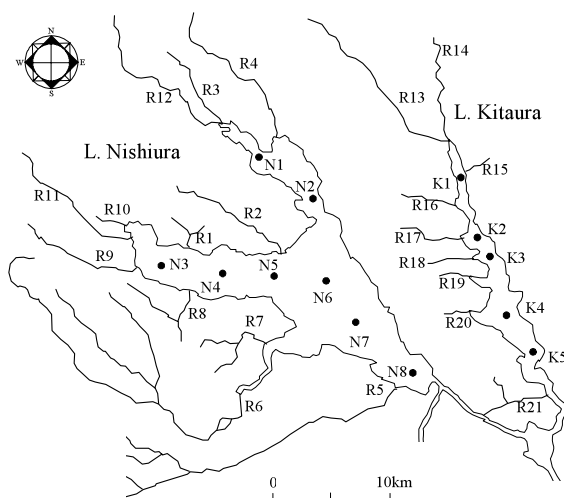 N
W E
S
R4
R14
R3
R12
R13
L. Kitaura
L. Nishiura
N1
R15
K1
R11
N2
R16
R10
R2
R1
R17
K2
R9
N3
N5
R18
K3
N4
N6
R19
R8
K4
R7
N7
R20
K5
N8
R5
R6
R21
0 10km